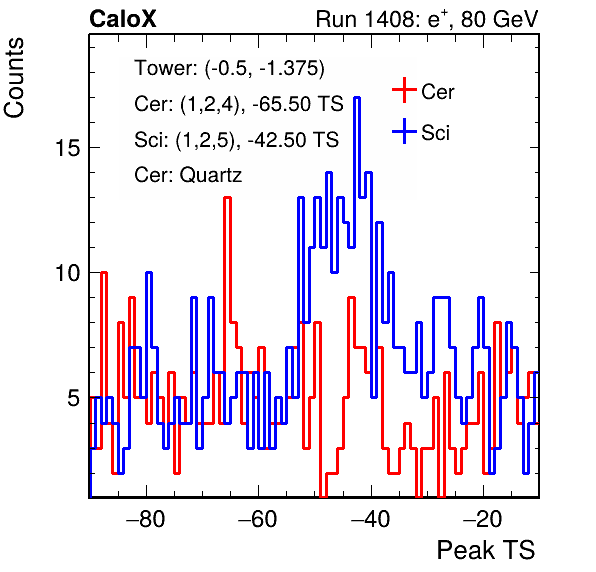 CaloX Run 1408: e⁺, 80 GeV
Counts
Tower: (-0.5, -1.375)
Cer: (1,2,4), -65.50 TS
Sci: (1,2,5), -42.50 TS
Cer: Quartz
Cer
Sci
15
10
5
−80 −60 −40 −20
Peak TS